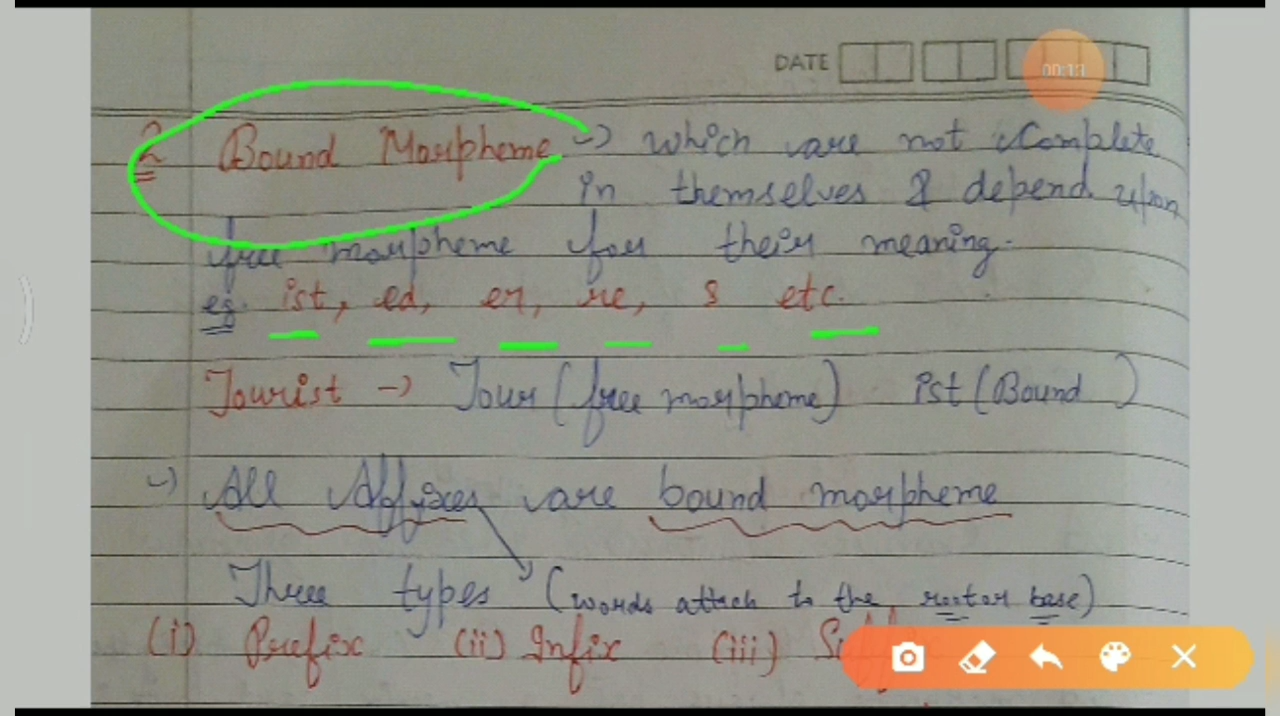 DATE
00:13
2 Bound Morpheme -> which are not Complete
in themselves & depend upon
free morpheme for their meaning.
eg. ist, ed, er, re, s etc.
Tourist -> Tour (free morpheme) ist (Bound )
-> All Affixes are bound morpheme
Three types (words attach to the root or base)
(i) Prefix (ii) Infix (iii)